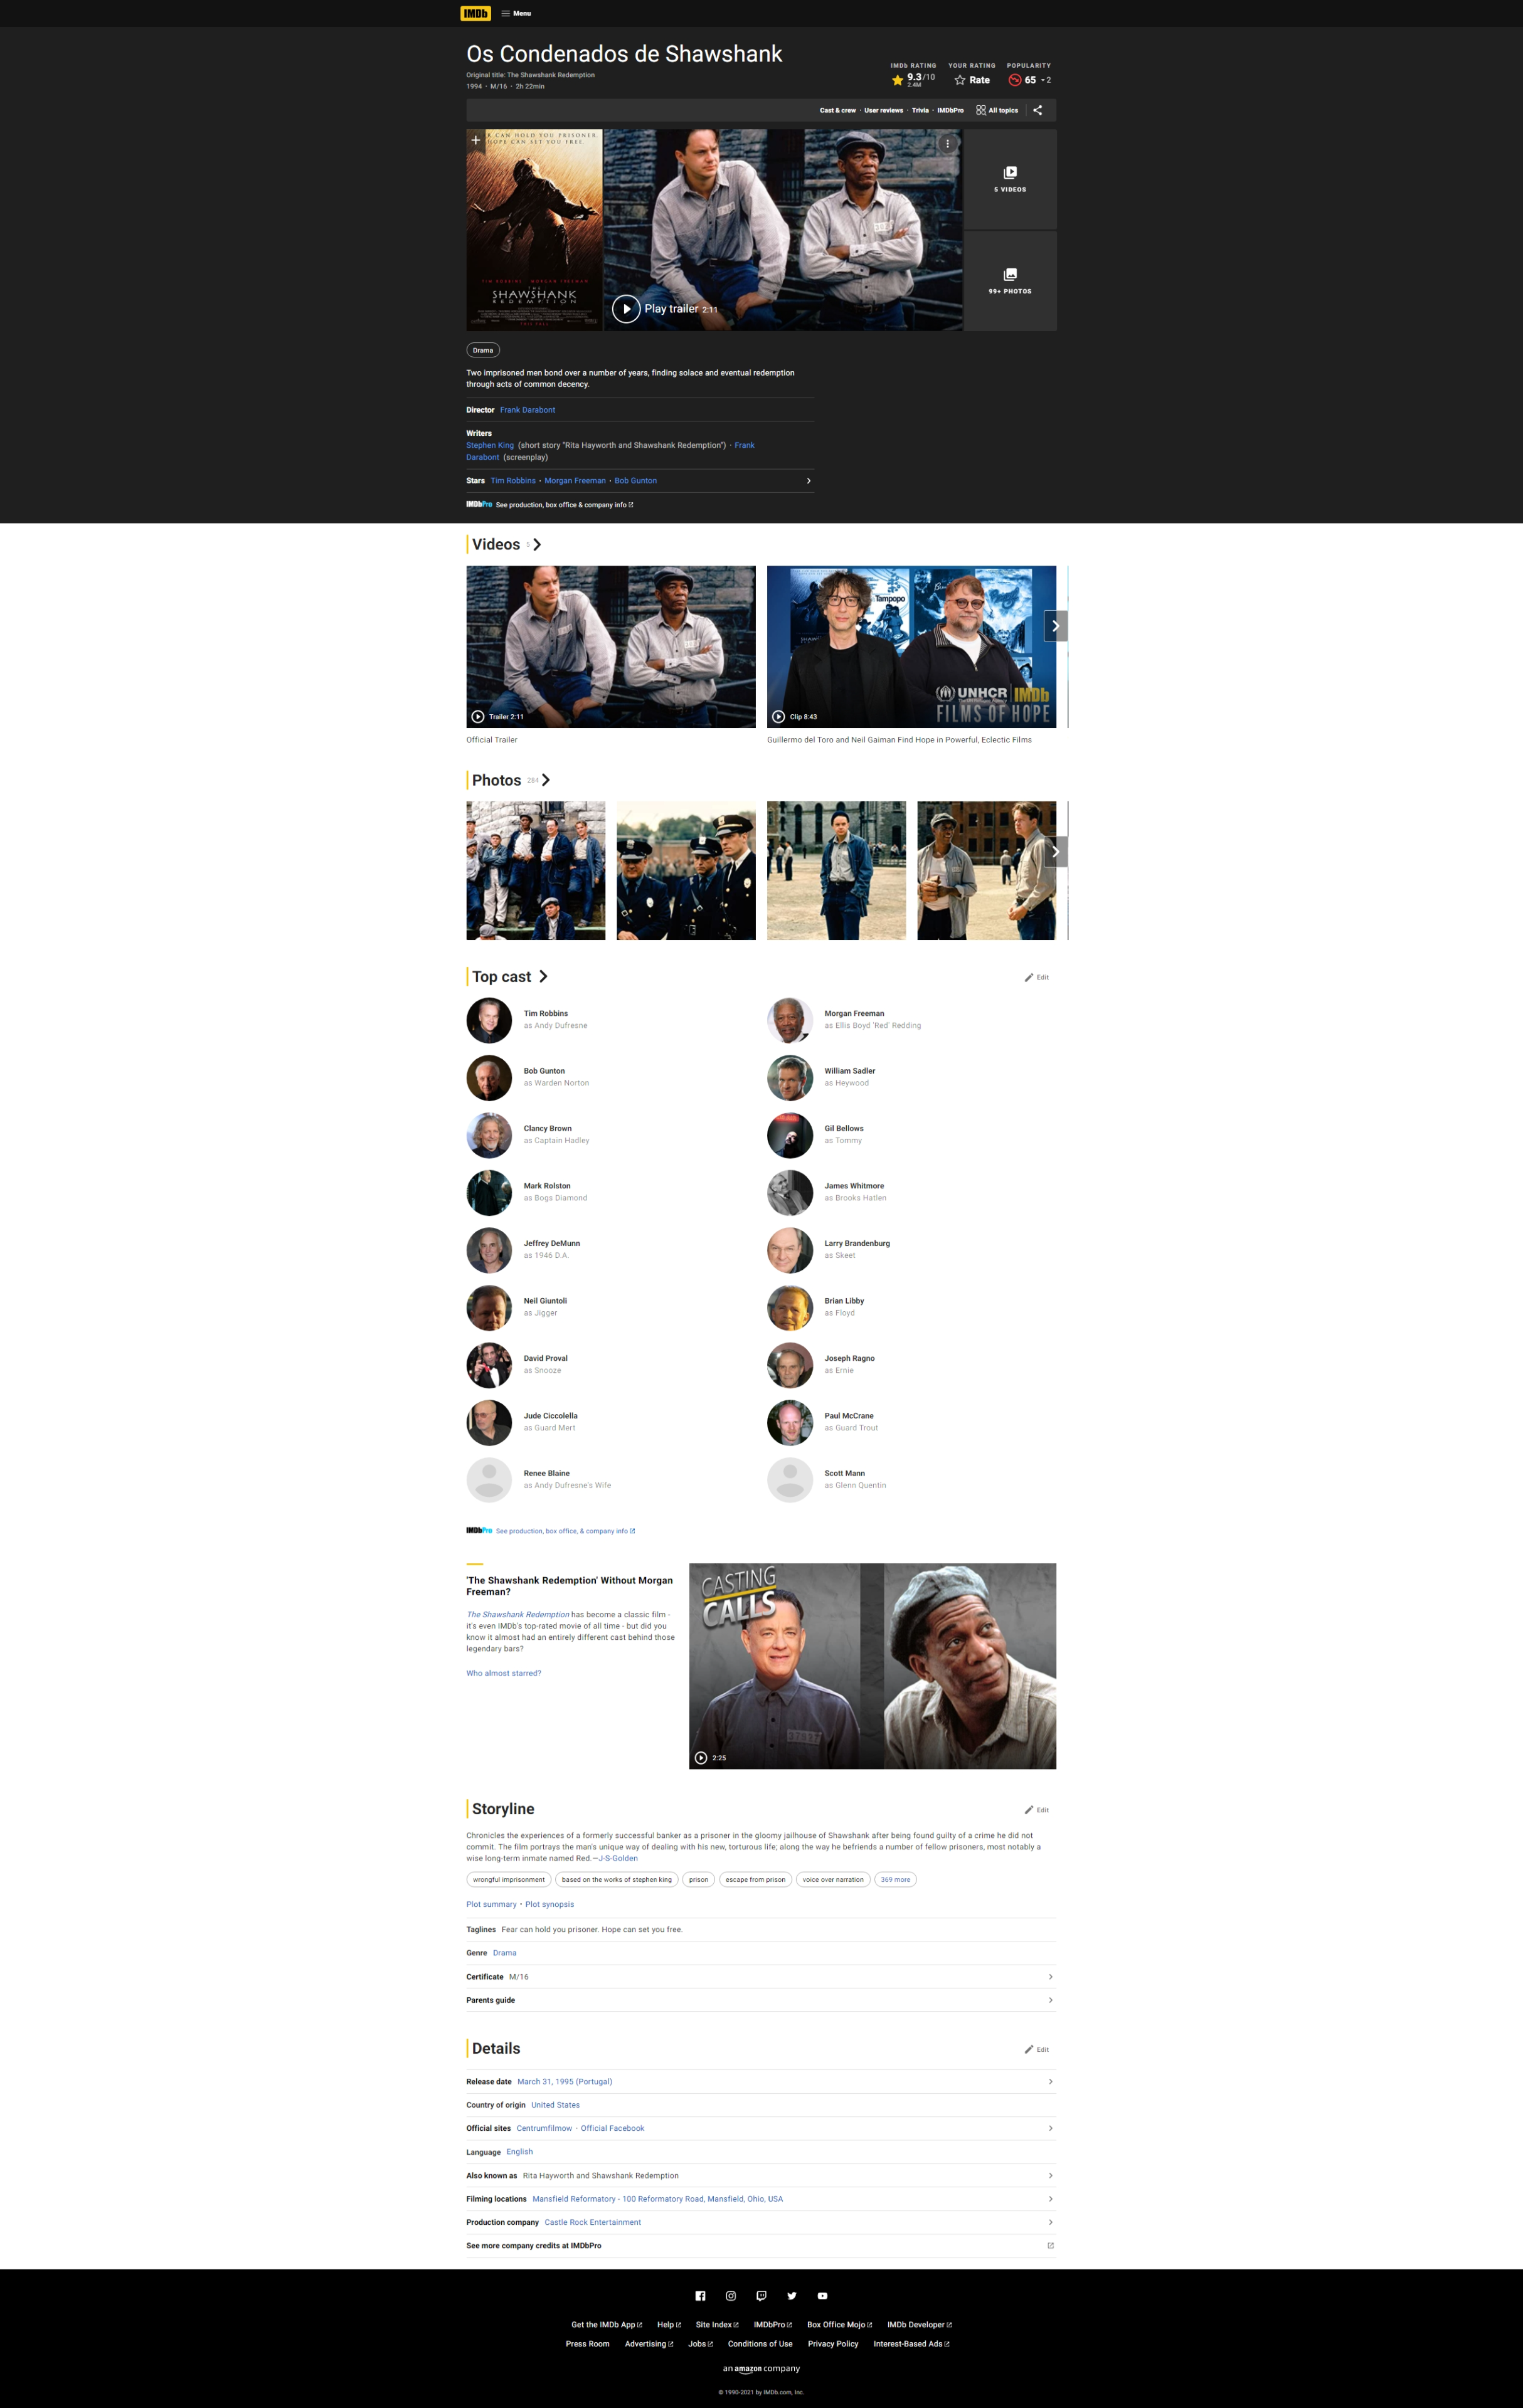 IMDb
Menu
Os Condenados de Shawshank
Original title: The Shawshank Redemption
1994 · M/16 · 2h 22min
IMDb RATING
9.3/10
2.4M
YOUR RATING
Rate
POPULARITY
65
2
Cast & crew · User reviews · Trivia · IMDbPro
All topics
R CAN HOLD YOU PRISONER.
HOPE CAN SET YOU FREE.
TIM ROBBINS MORGAN FREEMAN
THE
SHAWSHANK
REDEMPTION
THIS FALL
Play trailer 2:11
5 VIDEOS
99+ PHOTOS
Drama
Two imprisoned men bond over a number of years, finding solace and eventual redemption
through acts of common decency.
Director Frank Darabont
Writers
Stephen King (short story "Rita Hayworth and Shawshank Redemption") · Frank
Darabont (screenplay)
Stars Tim Robbins · Morgan Freeman · Bob Gunton
IMDbPro See production, box office & company info
Videos 5
Tampopo
UNHCR IMDb
FILMS OF HOPE
Trailer 2:11
Clip 8:43
Official Trailer
Guillermo del Toro and Neil Gaiman Find Hope in Powerful, Eclectic Films
Photos 284
Top cast
Edit
Tim Robbins
as Andy Dufresne
Morgan Freeman
as Ellis Boyd 'Red' Redding
Bob Gunton
as Warden Norton
William Sadler
as Heywood
Clancy Brown
as Captain Hadley
Gil Bellows
as Tommy
Mark Rolston
as Bogs Diamond
James Whitmore
as Brooks Hatlen
Jeffrey DeMunn
as 1946 D.A.
Larry Brandenburg
as Skeet
Neil Giuntoli
as Jigger
Brian Libby
as Floyd
David Proval
as Snooze
Joseph Ragno
as Ernie
Jude Ciccolella
as Guard Mert
Paul McCrane
as Guard Trout
Renee Blaine
as Andy Dufresne's Wife
Scott Mann
as Glenn Quentin
IMDbPro See production, box office, & company info
'The Shawshank Redemption' Without Morgan
Freeman?
The Shawshank Redemption has become a classic film -
it's even IMDb's top-rated movie of all time - but did you
know it almost had an entirely different cast behind those
legendary bars?
Who almost starred?
CASTING
CALLS
37937
2:25
Storyline
Edit
Chronicles the experiences of a formerly successful banker as a prisoner in the gloomy jailhouse of Shawshank after being found guilty of a crime he did not
commit. The film portrays the man's unique way of dealing with his new, torturous life; along the way he befriends a number of fellow prisoners, most notably a
wise long-term inmate named Red.—J-S-Golden
wrongful imprisonment
based on the works of stephen king
prison
escape from prison
voice over narration
369 more
Plot summary · Plot synopsis
Taglines Fear can hold you prisoner. Hope can set you free.
Genre Drama
Certificate M/16
Parents guide
Details
Edit
Release date March 31, 1995 (Portugal)
Country of origin United States
Official sites Centrumfilmow · Official Facebook
Language English
Also known as Rita Hayworth and Shawshank Redemption
Filming locations Mansfield Reformatory - 100 Reformatory Road, Mansfield, Ohio, USA
Production company Castle Rock Entertainment
See more company credits at IMDbPro
Get the IMDb App Help Site Index IMDbPro Box Office Mojo IMDb Developer
Press Room Advertising Jobs Conditions of Use Privacy Policy Interest-Based Ads
an amazon company
© 1990-2021 by IMDb.com, Inc.